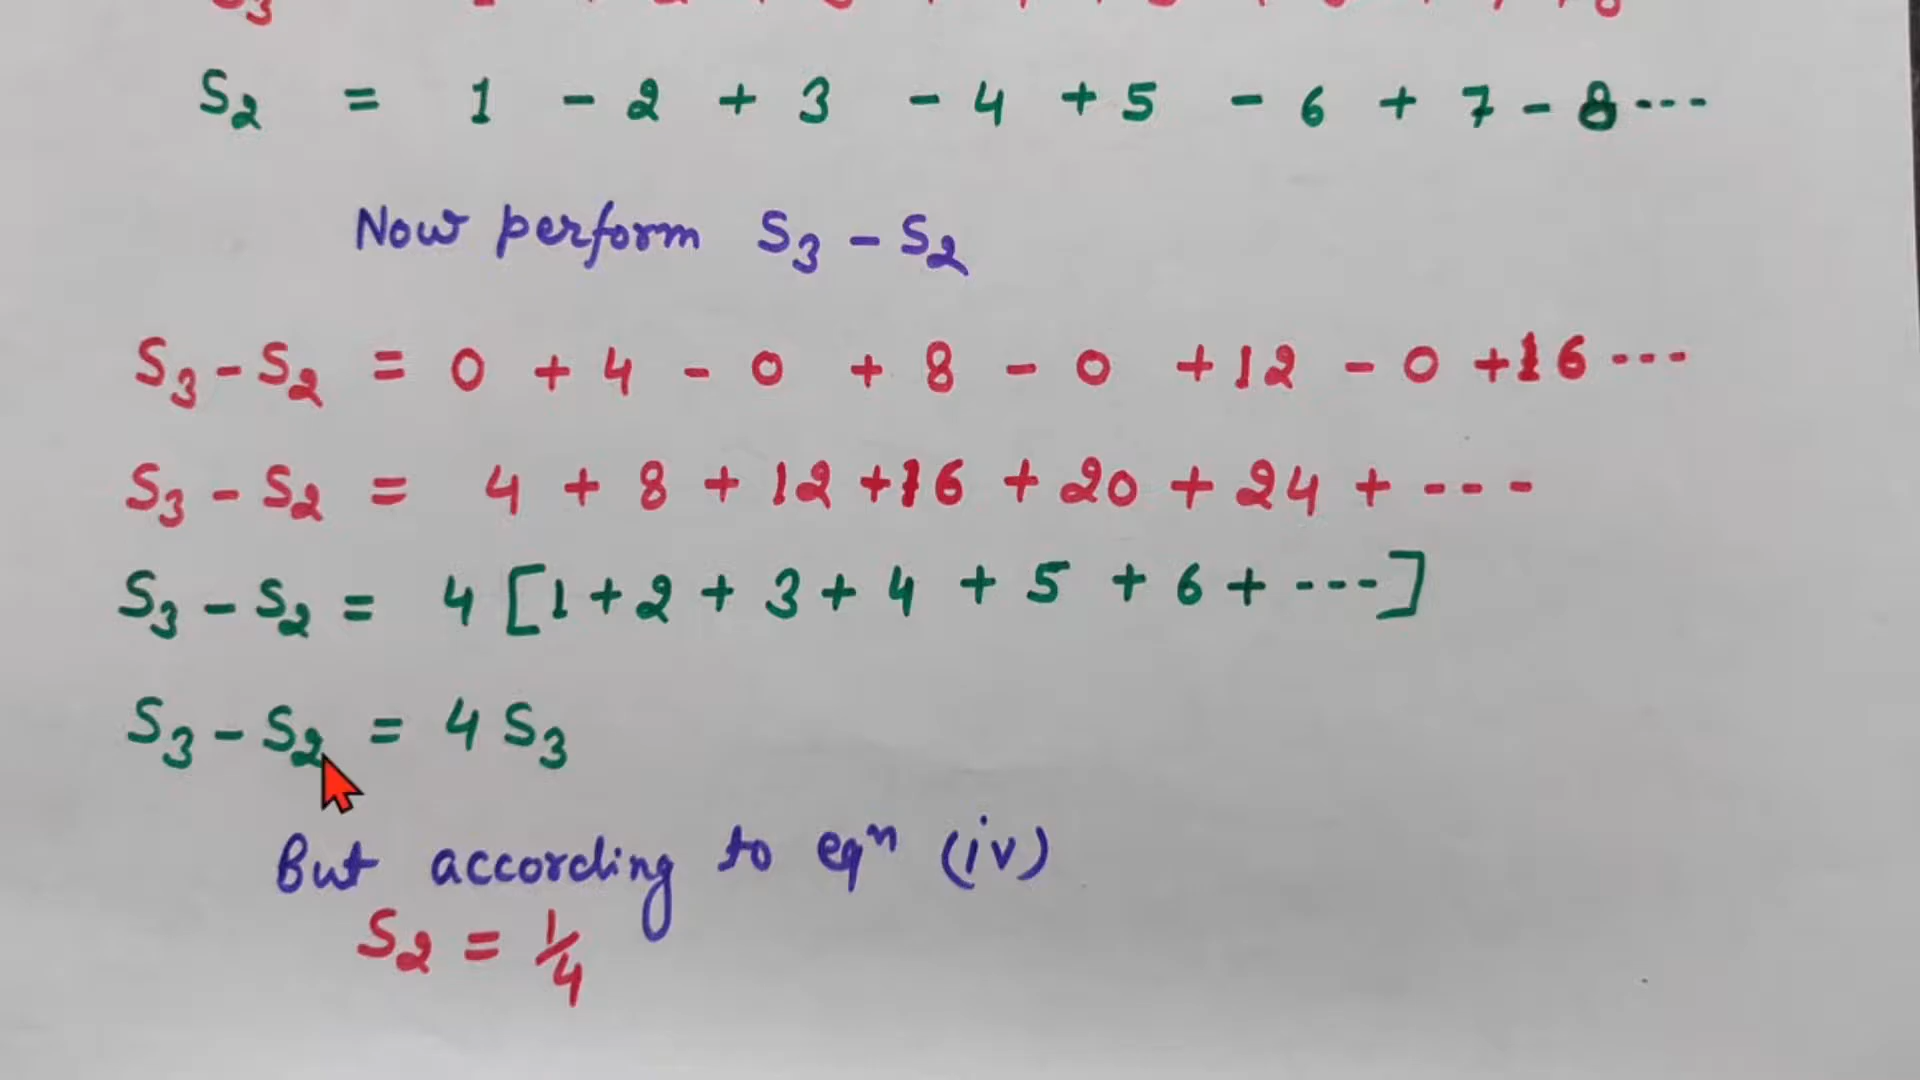 S₂ = 1 - 2 + 3 - 4 + 5 - 6 + 7 - 8 ---
Now perform S₃ - S₂
S₃ - S₂ = 0 + 4 - 0 + 8 - 0 + 12 - 0 + 16 ---
S₃ - S₂ = 4 + 8 + 12 + 16 + 20 + 24 + ---
S₃ - S₂ = 4 [1 + 2 + 3 + 4 + 5 + 6 + ---]
S₃ - S₂ = 4 S₃
But according to eqⁿ (iv)
S₂ = 1/4